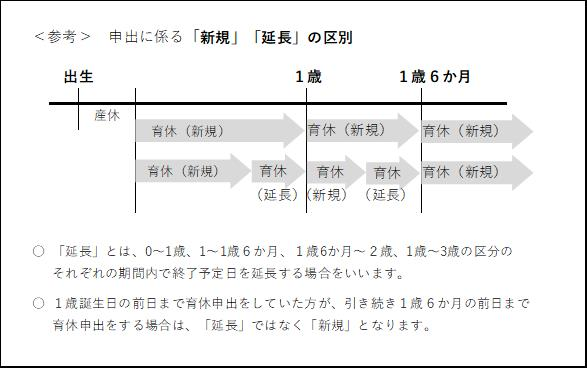 ＜参考＞　申出に係る「新規」「延長」の区別
出生　１歳　１歳６か月
産休
育休（新規）　育休（新規）　育休（新規）
育休（新規）　育休　育休　育休　育休（新規）
（延長）（新規）　（延長）
○　「延長」とは、0～1歳、1～1歳６か月、１歳6か月～２歳、1歳～3歳の区分の
それぞれの期間内で終了予定日を延長する場合をいいます。
○　１歳誕生日の前日まで育休申出をしていた方が、引き続き１歳６か月の前日まで
育休申出をする場合は、「延長」ではなく「新規」となります。